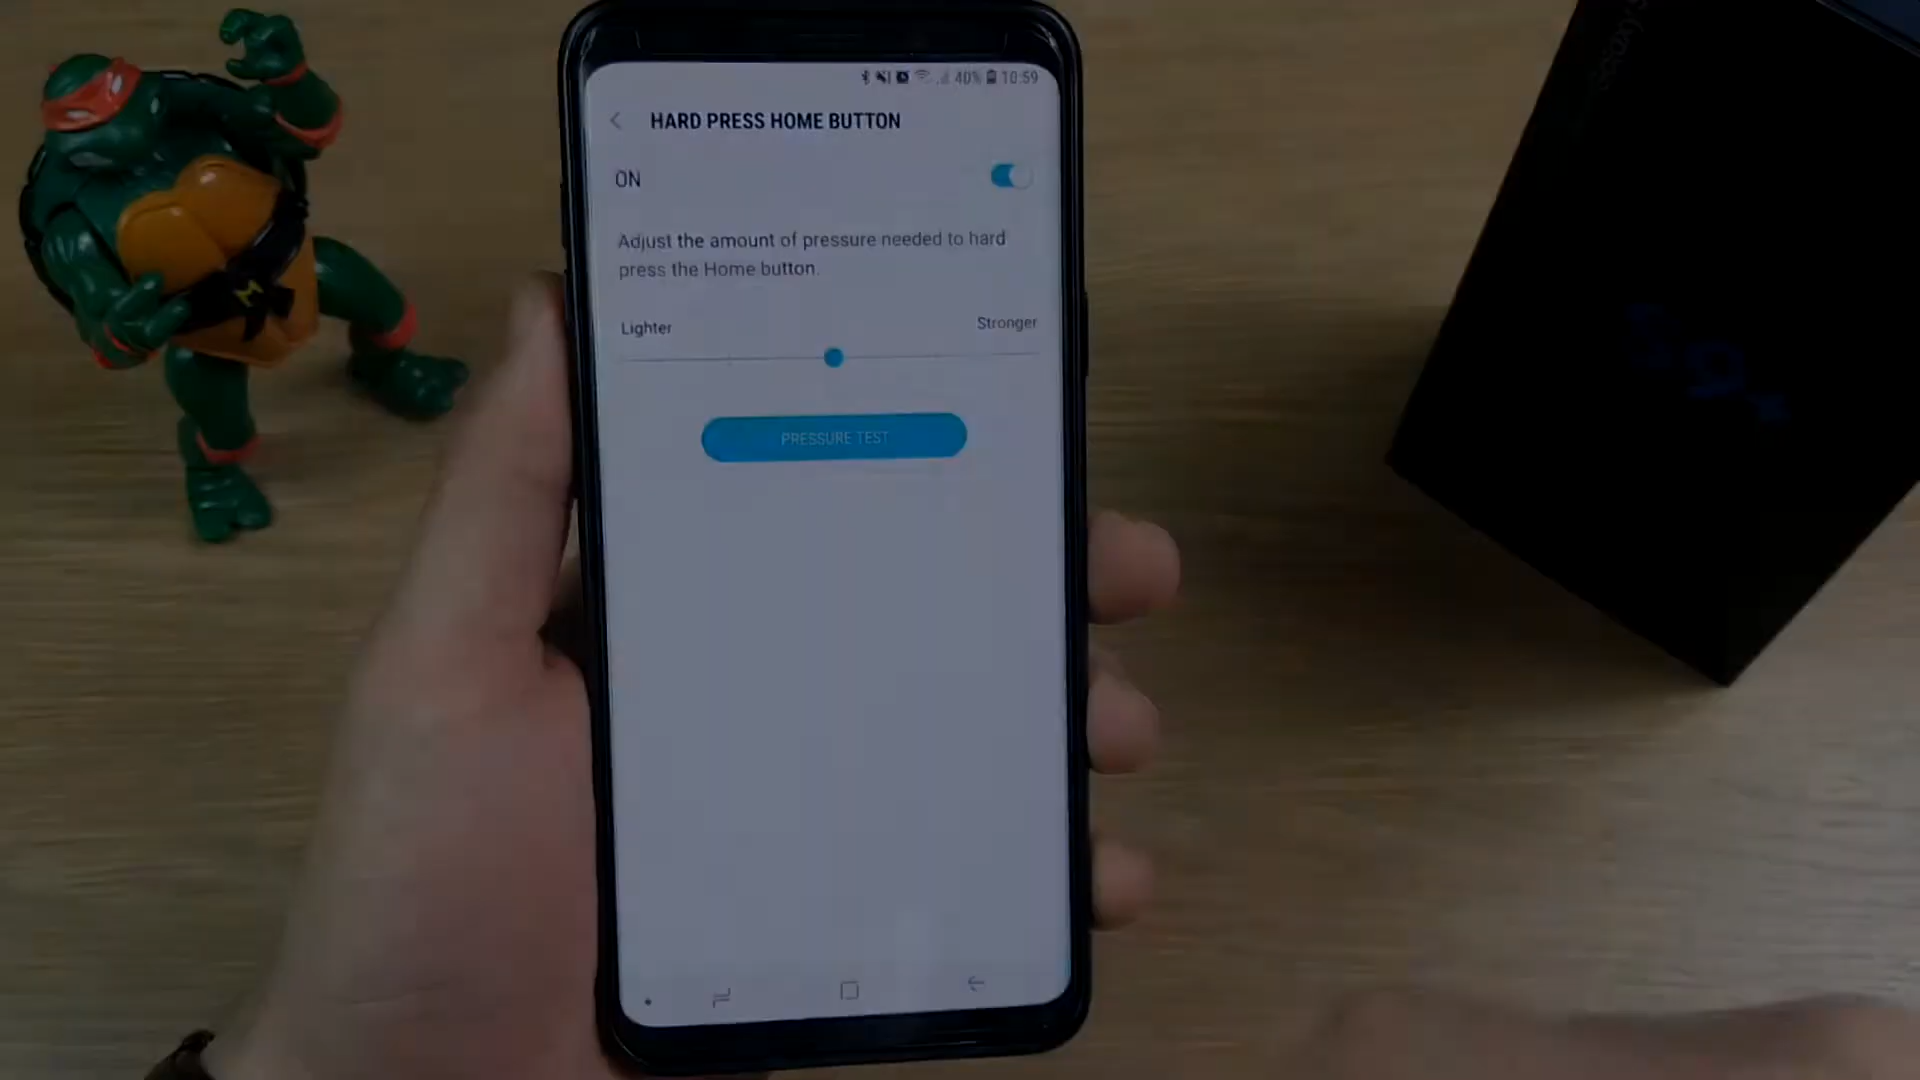 40% 10:59
HARD PRESS HOME BUTTON
ON
Adjust the amount of pressure needed to hard
press the Home button.
Lighter Stronger
PRESSURE TEST